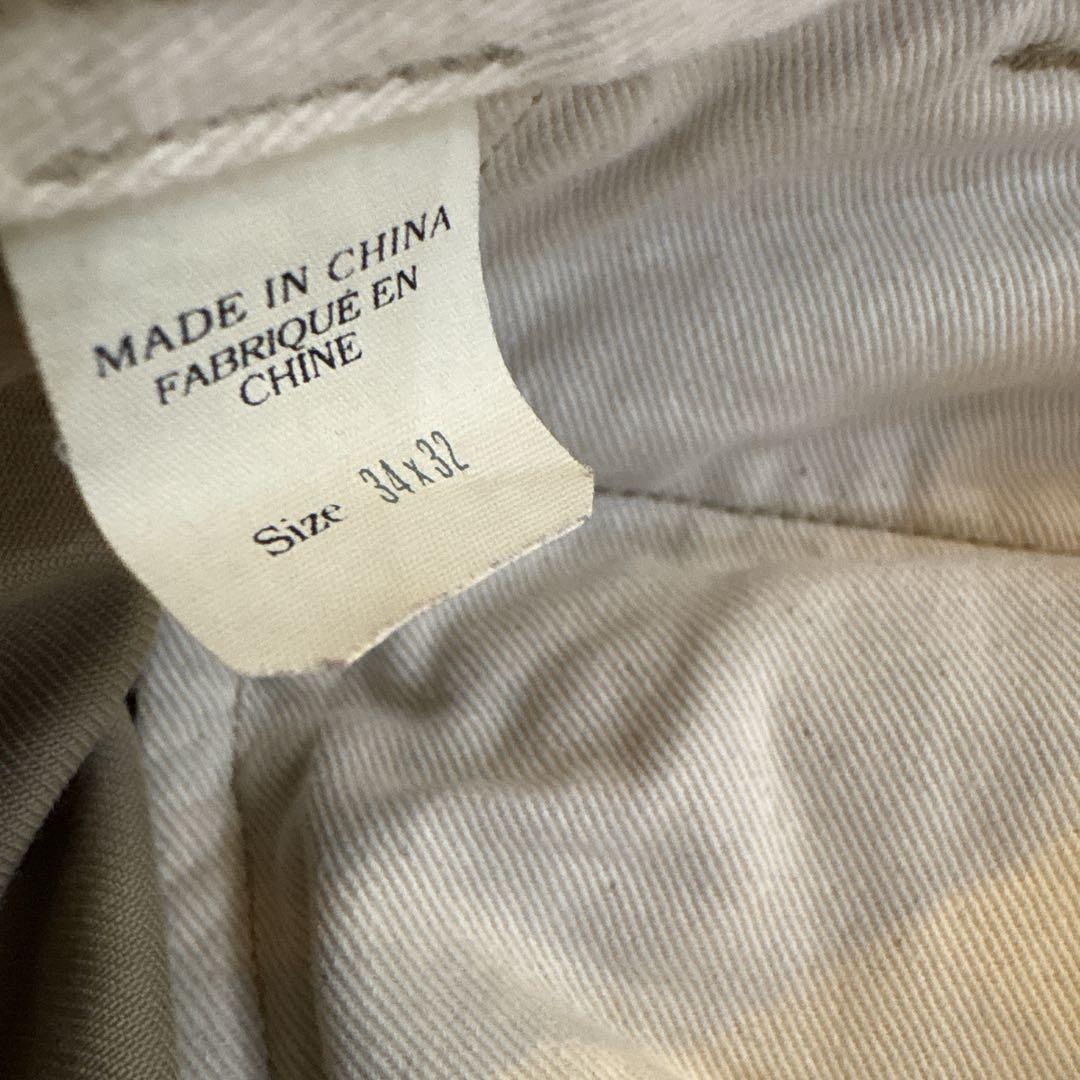 MADE IN CHINA
FABRIQUÉ EN
CHINE
Size 34x32